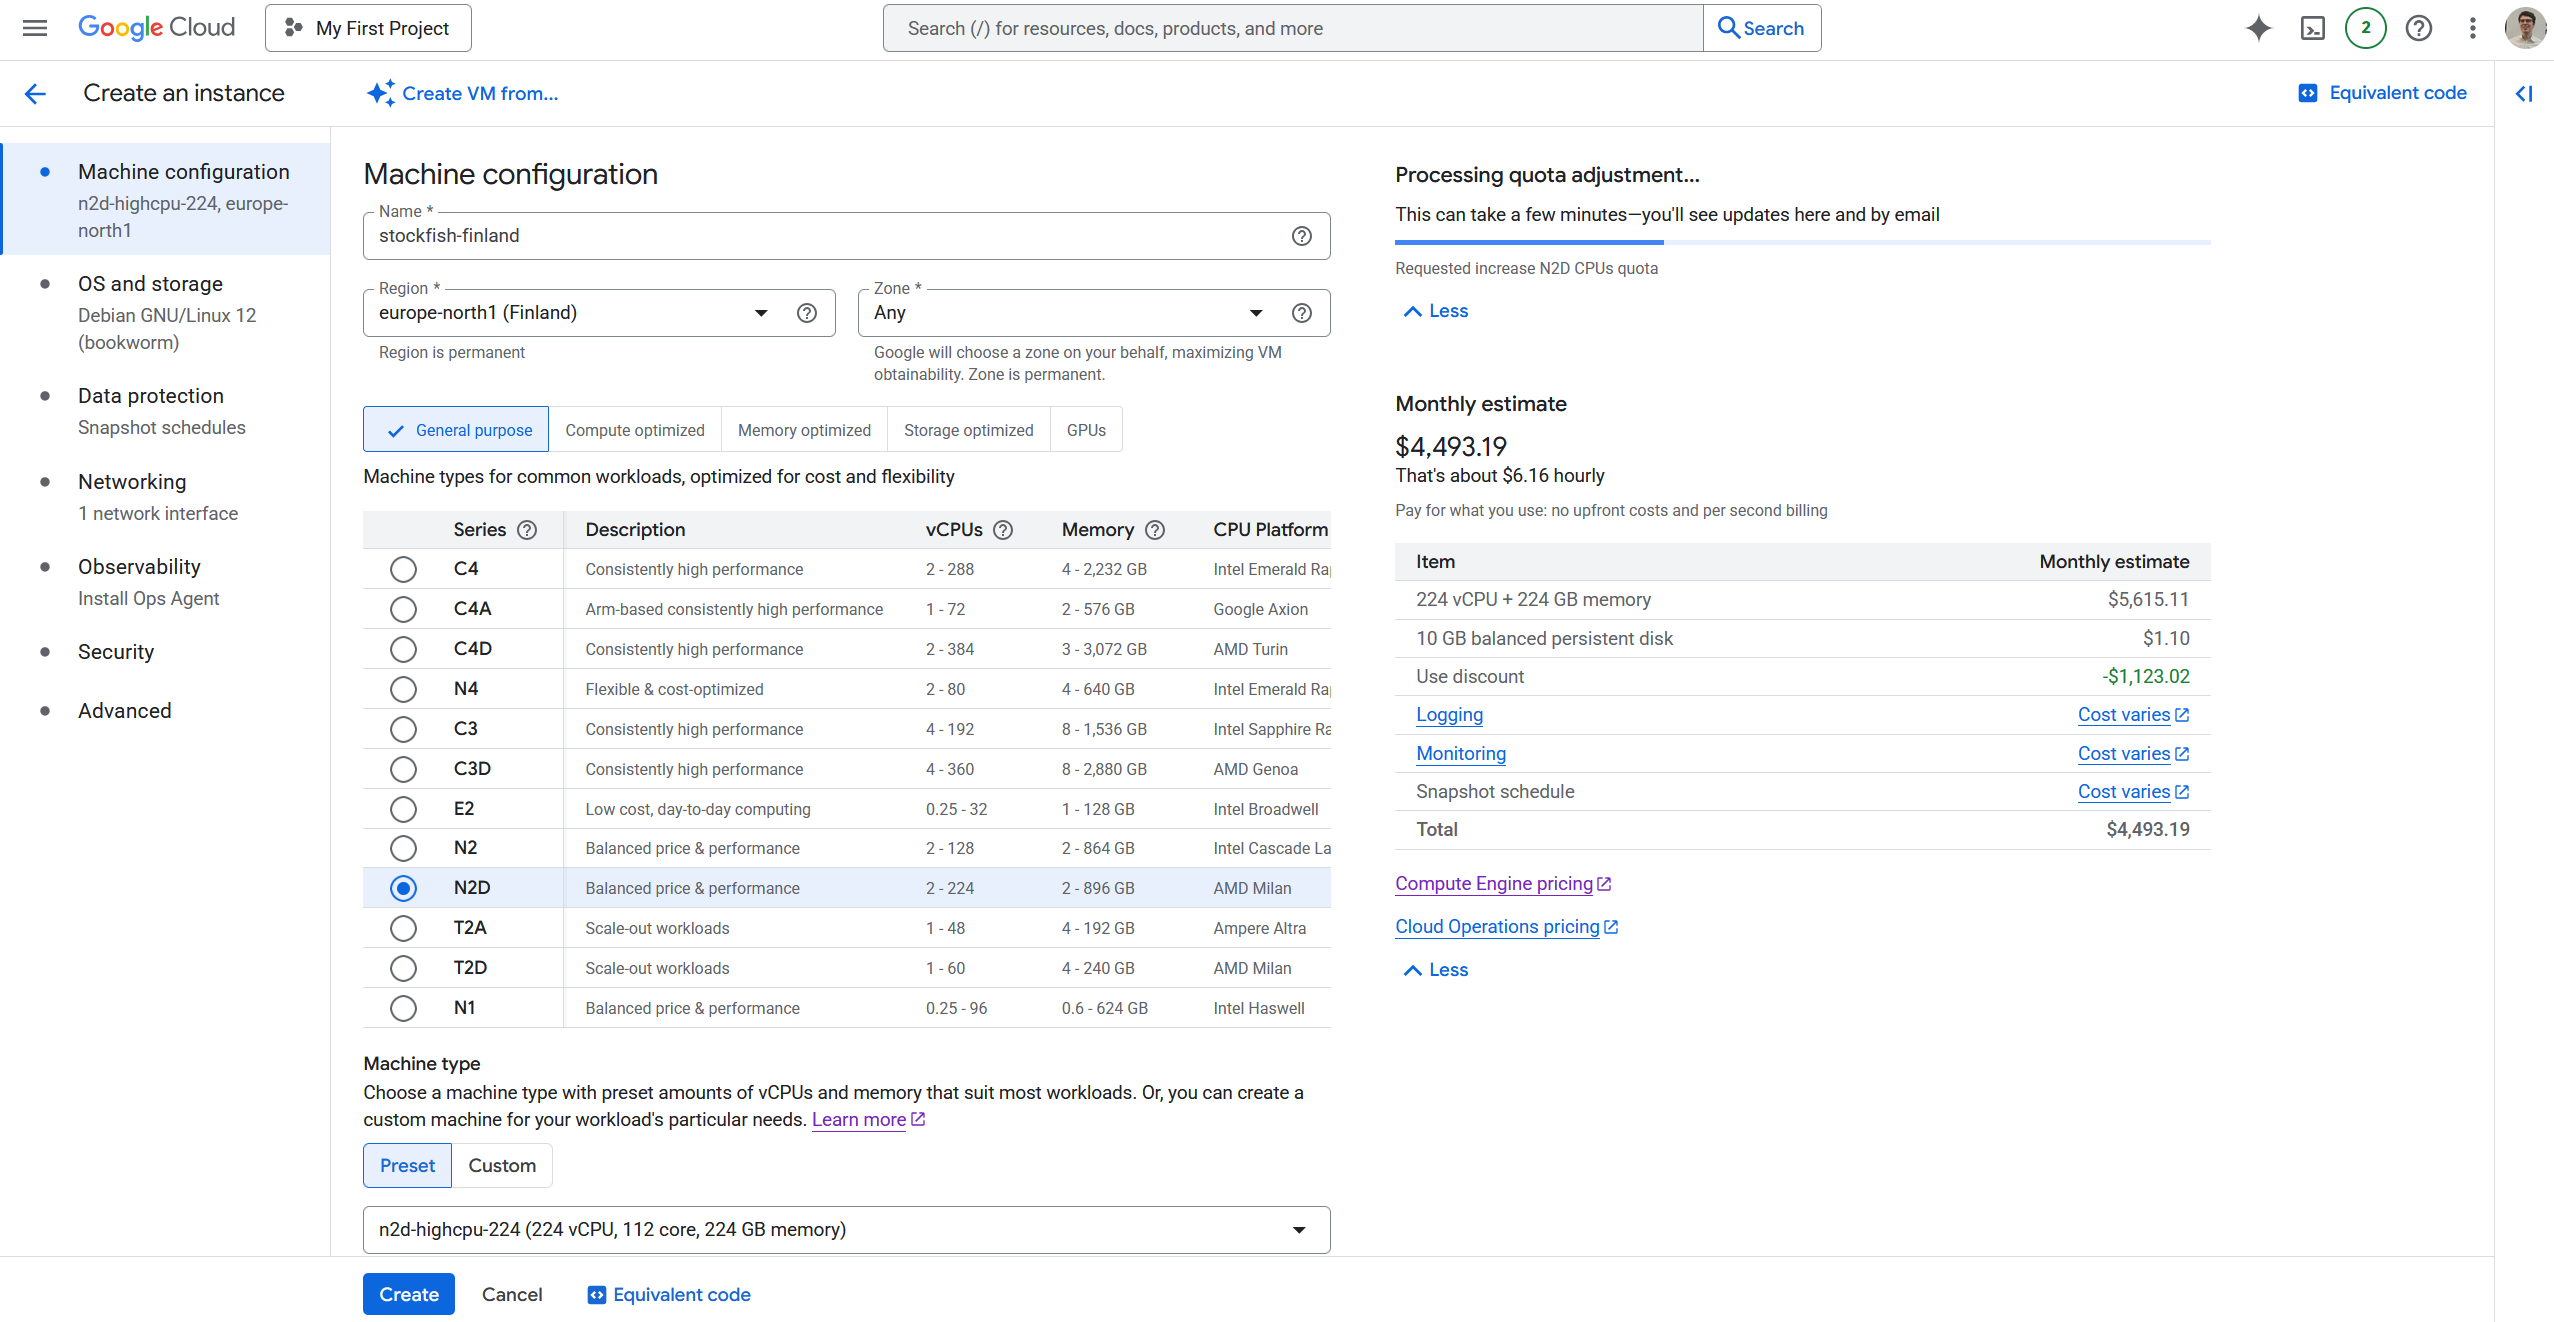 Google Cloud
My First Project
Search (/) for resources, docs, products, and more
Search
2
Create an instance
Create VM from...
Equivalent code
Machine configuration
n2d-highcpu-224, europe-
north1
OS and storage
Debian GNU/Linux 12
(bookworm)
Data protection
Snapshot schedules
Networking
1 network interface
Observability
Install Ops Agent
Security
Advanced
Machine configuration
Name *
stockfish-finland
Region *
europe-north1 (Finland)
Region is permanent
Zone *
Any
Google will choose a zone on your behalf, maximizing VM
obtainability. Zone is permanent.
General purpose
Compute optimized
Memory optimized
Storage optimized
GPUs
Machine types for common workloads, optimized for cost and flexibility
Series Description vCPUs Memory CPU Platform
C4 Consistently high performance 2 - 288 4 - 2,232 GB Intel Emerald Ra
C4A Arm-based consistently high performance 1 - 72 2 - 576 GB Google Axion
C4D Consistently high performance 2 - 384 3 - 3,072 GB AMD Turin
N4 Flexible & cost-optimized 2 - 80 4 - 640 GB Intel Emerald Ra
C3 Consistently high performance 4 - 192 8 - 1,536 GB Intel Sapphire Ra
C3D Consistently high performance 4 - 360 8 - 2,880 GB AMD Genoa
E2 Low cost, day-to-day computing 0.25 - 32 1 - 128 GB Intel Broadwell
N2 Balanced price & performance 2 - 128 2 - 864 GB Intel Cascade La
N2D Balanced price & performance 2 - 224 2 - 896 GB AMD Milan
T2A Scale-out workloads 1 - 48 4 - 192 GB Ampere Altra
T2D Scale-out workloads 1 - 60 4 - 240 GB AMD Milan
N1 Balanced price & performance 0.25 - 96 0.6 - 624 GB Intel Haswell
Machine type
Choose a machine type with preset amounts of vCPUs and memory that suit most workloads. Or, you can create a
custom machine for your workload's particular needs. Learn more
Preset
Custom
n2d-highcpu-224 (224 vCPU, 112 core, 224 GB memory)
Create
Cancel
Equivalent code
Processing quota adjustment...
This can take a few minutes—you'll see updates here and by email
Requested increase N2D CPUs quota
Less
Monthly estimate
$4,493.19
That's about $6.16 hourly
Pay for what you use: no upfront costs and per second billing
Item Monthly estimate
224 vCPU + 224 GB memory $5,615.11
10 GB balanced persistent disk $1.10
Use discount -$1,123.02
Logging Cost varies
Monitoring Cost varies
Snapshot schedule Cost varies
Total $4,493.19
Compute Engine pricing
Cloud Operations pricing
Less